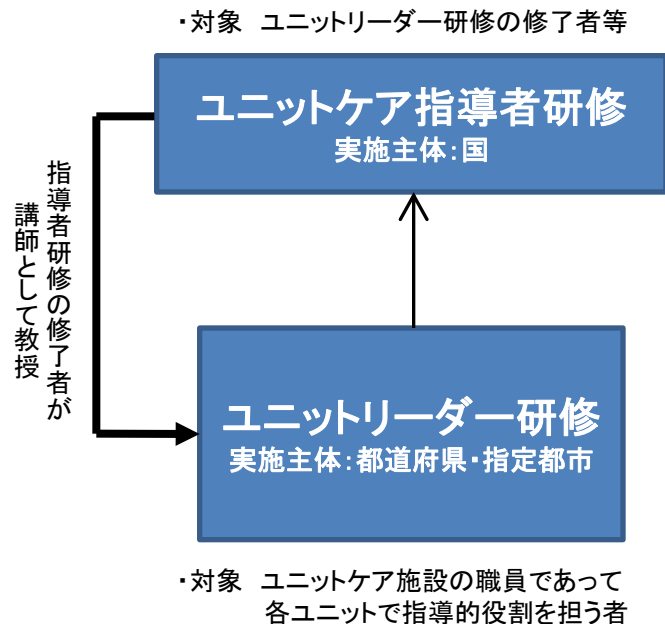 ・対象　ユニットリーダー研修の修了者等
ユニットケア指導者研修
実施主体：国
指導者研修の修了者が
講師として教授
ユニットリーダー研修
実施主体：都道府県・指定都市
・対象　ユニットケア施設の職員であって
各ユニットで指導的役割を担う者